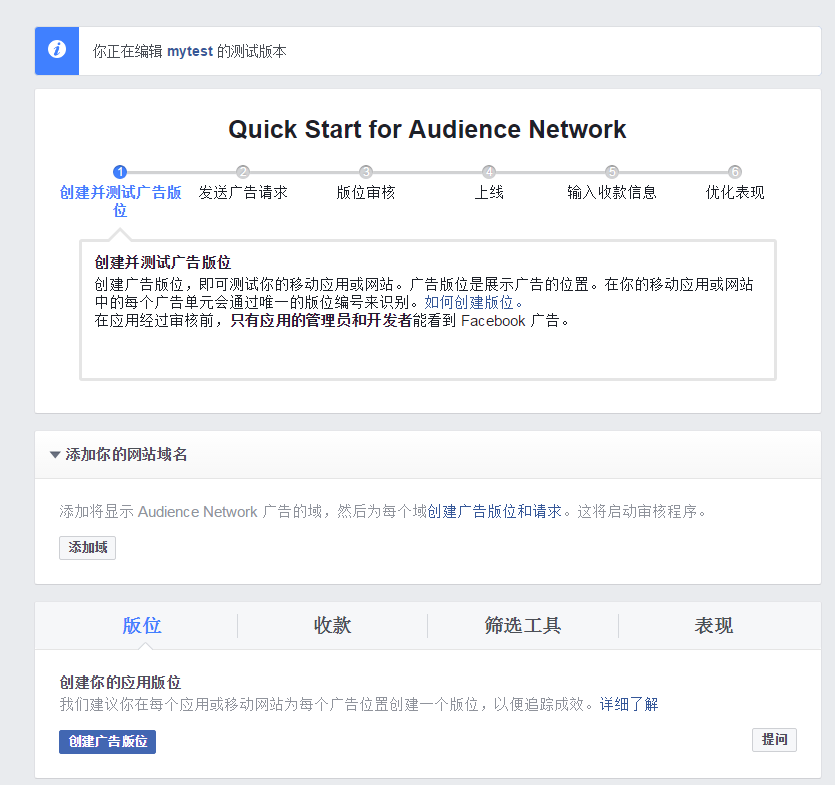 你正在编辑 mytest 的测试版本
Quick Start for Audience Network
1 2 3 4 5 6
创建并测试广告版位 发送广告请求 版位审核 上线 输入收款信息 优化表现
创建并测试广告版位
创建广告版位，即可测试你的移动应用或网站。广告版位是展示广告的位置。在你的移动应用或网站
中的每个广告单元会通过唯一的版位编号来识别。如何创建版位。
在应用经过审核前，只有应用的管理员和开发者能看到 Facebook 广告。
添加你的网站域名
添加将显示 Audience Network 广告的域，然后为每个域创建广告版位和请求。这将启动审核程序。
添加域
版位 收款 筛选工具 表现
创建你的应用版位
我们建议你在每个应用或移动网站为每个广告位置创建一个版位，以便追踪成效。详细了解
创建广告版位 提问